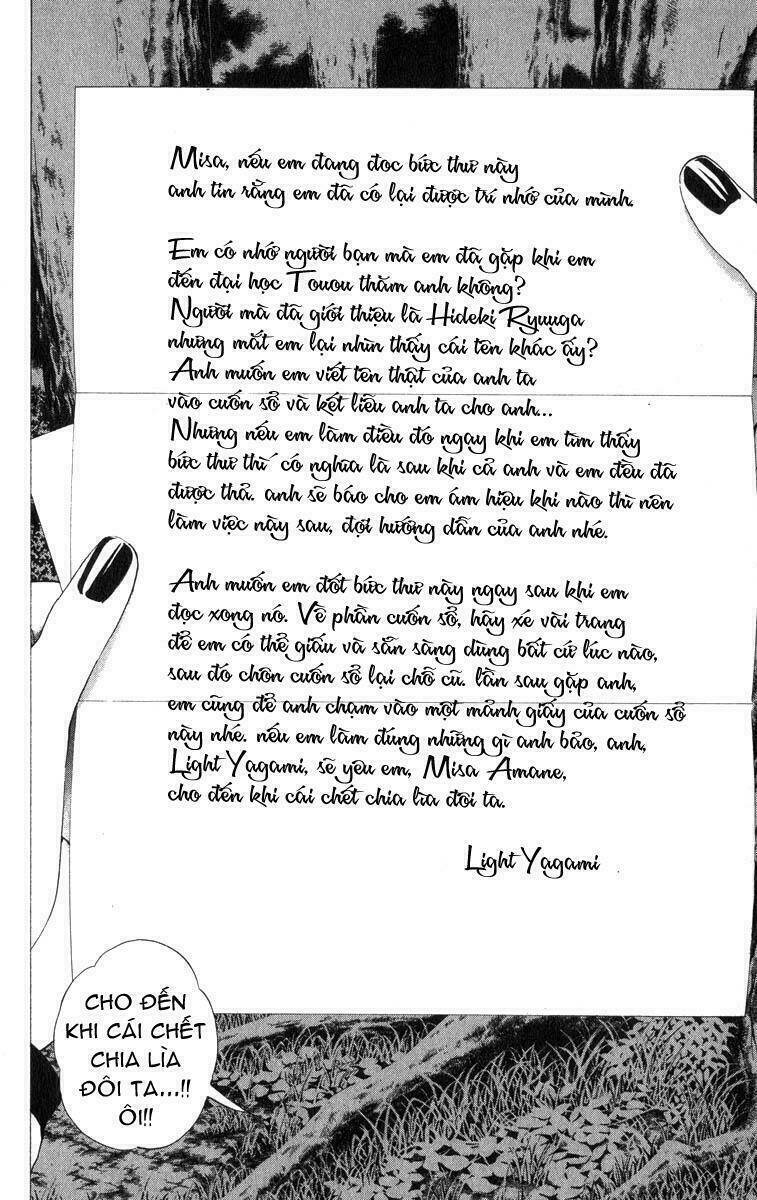 Misa, nếu em đang đọc bức thư này
anh tin rằng em đã có lại được trí nhớ của mình.
Em có nhớ người bạn mà em đã gặp khi em
đến đại học Touou thăm anh không?
Người mà đã giới thiệu là Hideki Ryuuga
nhưng mắt em lại nhìn thấy cái tên khác ấy?
Anh muốn em viết tên thật của anh ta
vào cuốn sổ và kết liễu anh ta cho anh...
Nhưng nếu em làm điều đó ngay khi em tìm thấy
bức thư thì có nghĩa là sau khi cả anh và em đều đã
được thả. anh sẽ báo cho em ám hiệu khi nào thì nên
làm việc này sau, đợi hướng dẫn của anh nhé.
Anh muốn em đốt bức thư này ngay sau khi em
đọc xong nó. Về phần cuốn sổ, hãy xé vài trang
để em có thể giấu và sẵn sàng dùng bất cứ lúc nào,
sau đó chôn cuốn sổ lại chỗ cũ. lần sau gặp anh,
em cũng để anh chạm vào một mảnh giấy của cuốn sổ
này nhé. nếu em làm đúng những gì anh bảo, anh,
Light Yagami, sẽ yêu em, Misa Amane,
cho đến khi cái chết chia lìa đôi ta.
Light Yagami
CHO ĐẾN
KHI CÁI CHẾT
CHIA LÌA
ĐÔI TA...!!
ÔI!!